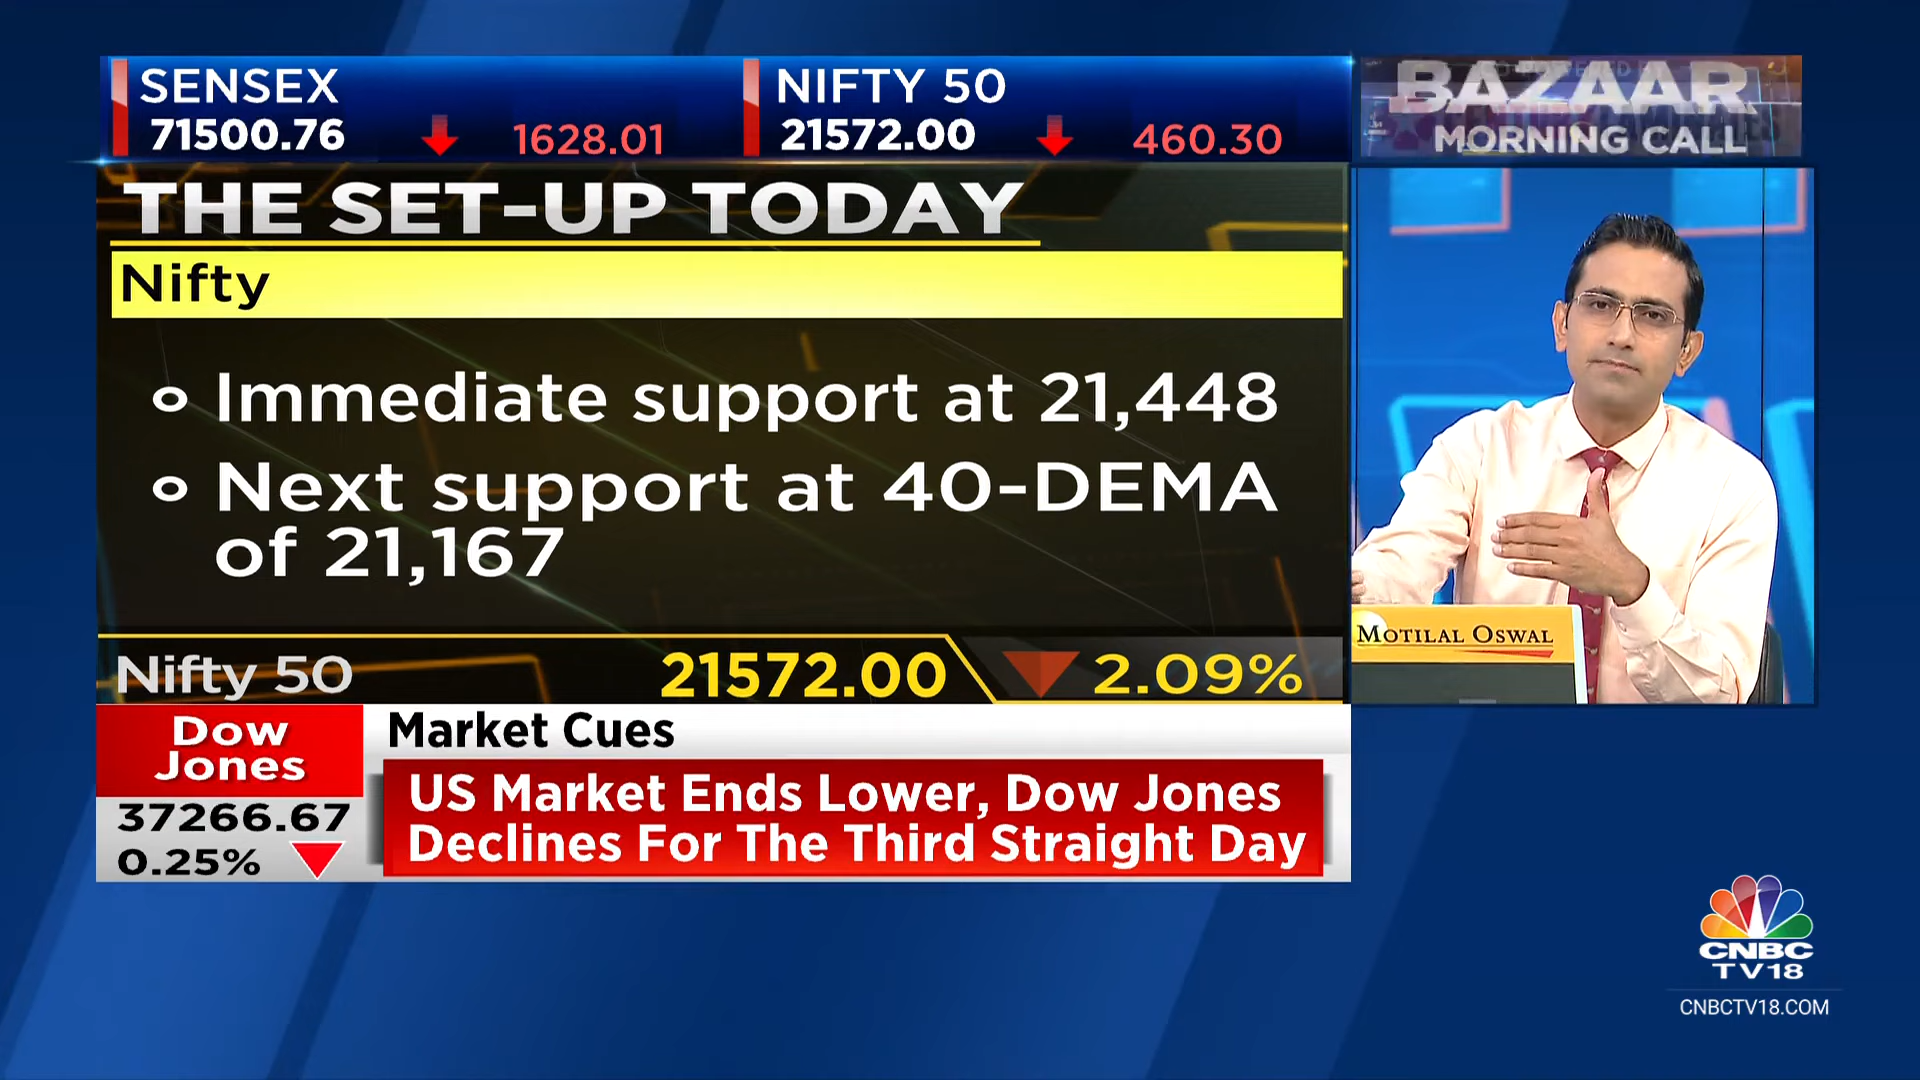 SENSEX
71500.76 1628.01
NIFTY 50
21572.00 460.30
BAZAAR
MORNING CALL
THE SET-UP TODAY
Nifty
Immediate support at 21,448
Next support at 40-DEMA
of 21,167
Nifty 50 21572.00 2.09%
MOTILAL OSWAL
Dow
Jones
37266.67
0.25%
Market Cues
US Market Ends Lower, Dow Jones
Declines For The Third Straight Day
CNBC
TV18
CNBCTV18.COM